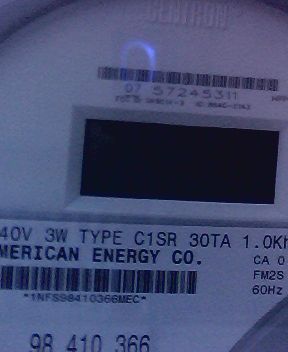 CENTRON
07 57245311
40V 3W TYPE C1SR 30TA 1.0Kh
MERICAN ENERGY CO.
CA 0
FM2S
60Hz
*1NFS98410366MEC*
98 410 366